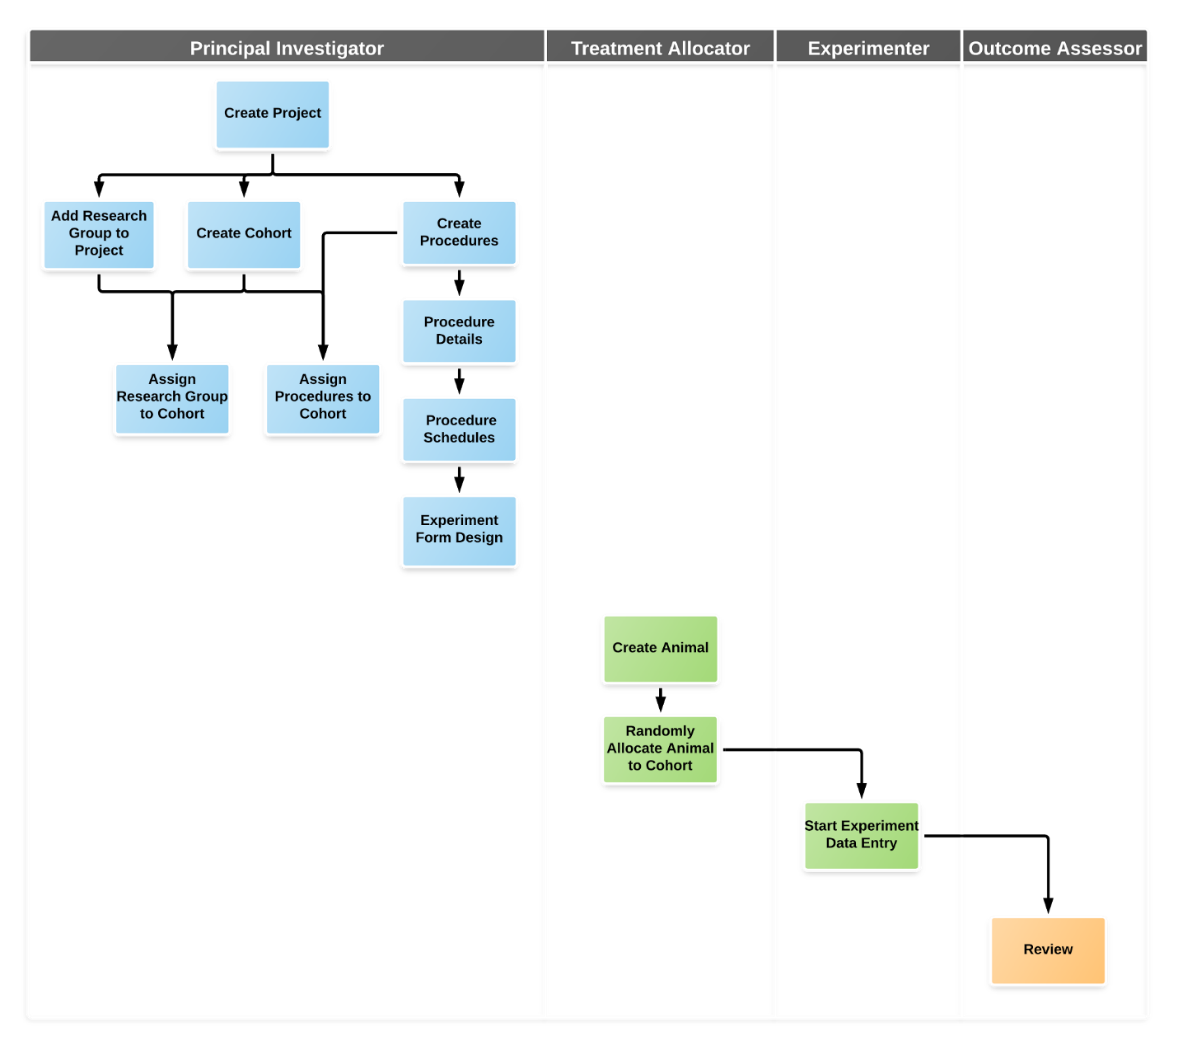 Principal Investigator
Treatment Allocator
Experimenter
Outcome Assessor
Create Project
Add Research
Group to
Project
Create Cohort
Create
Procedures
Procedure
Details
Assign
Research Group
to Cohort
Assign
Procedures to
Cohort
Procedure
Schedules
Experiment
Form Design
Create Animal
Randomly
Allocate Animal
to Cohort
Start Experiment
Data Entry
Review